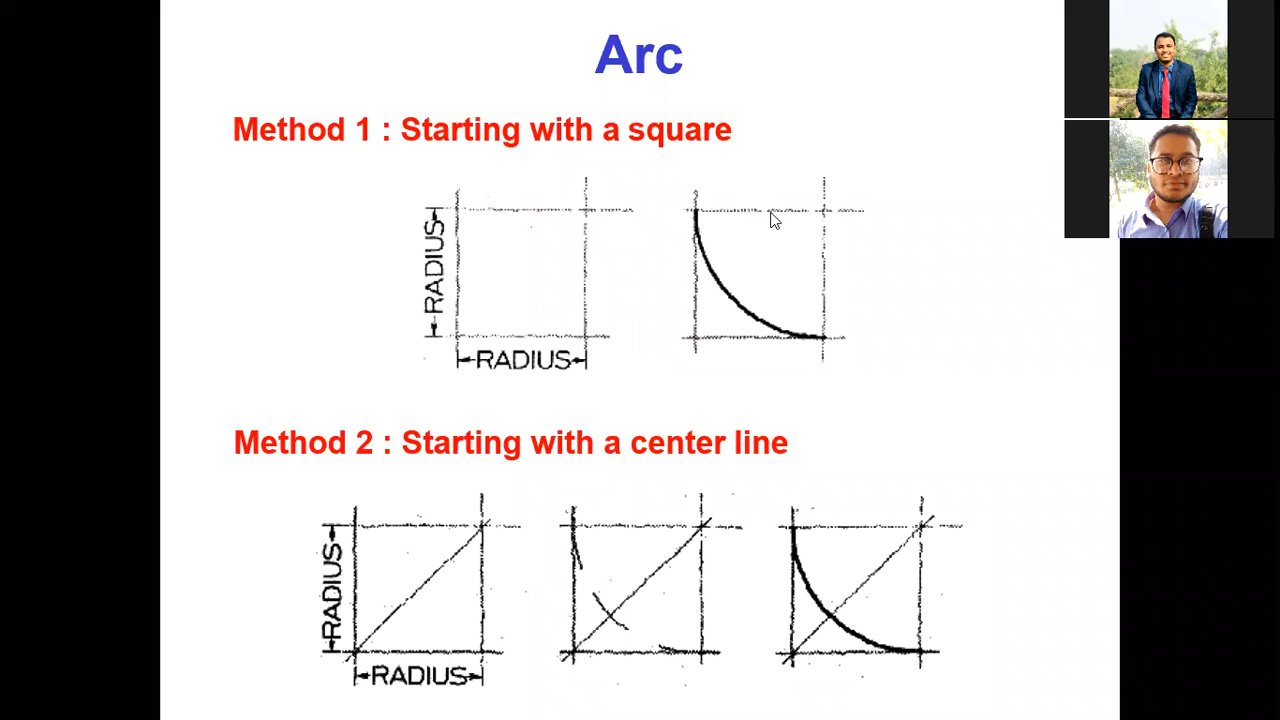 Arc
Method 1 : Starting with a square
RADIUS
RADIUS
Method 2 : Starting with a center line
RADIUS
RADIUS